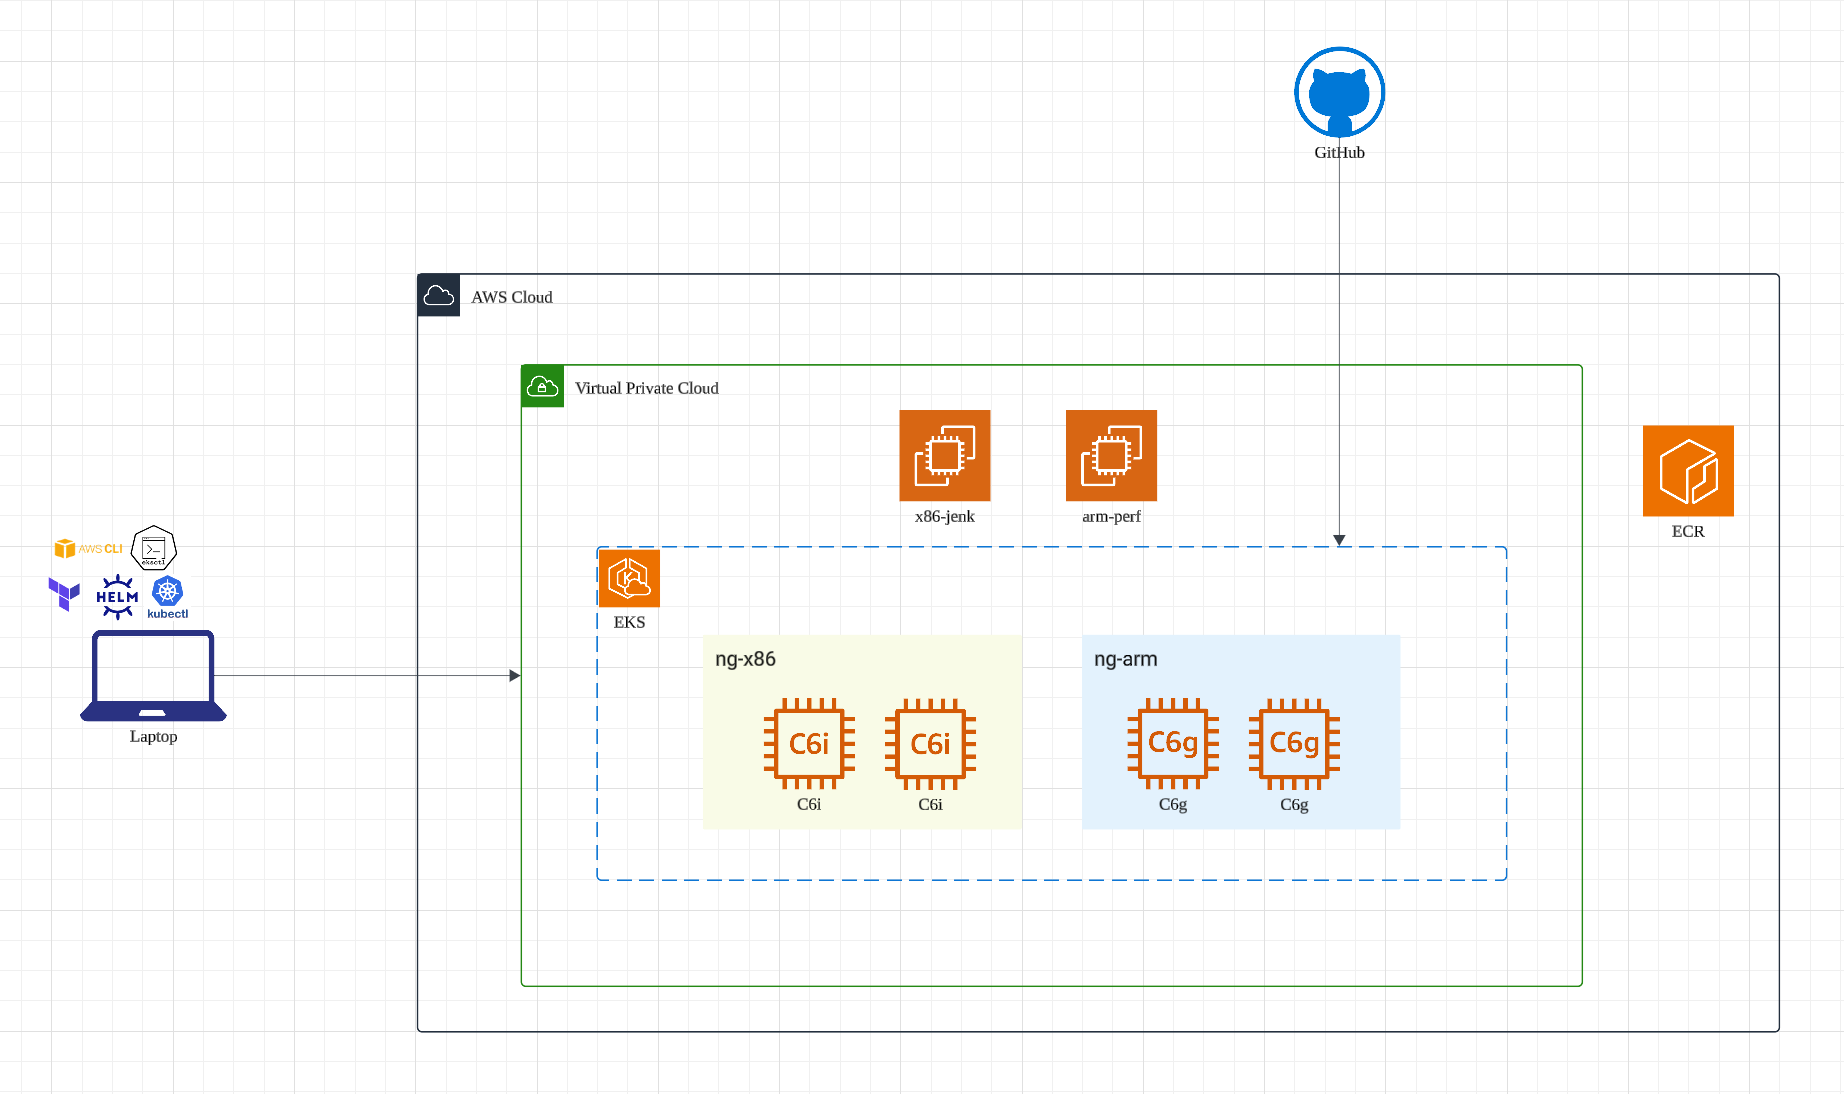 GitHub
AWS Cloud
Virtual Private Cloud
x86-jenk
arm-perf
ECR
AWS CLI
eksctl
HELM
kubectl
Laptop
EKS
ng-x86
C6i
C6i
C6i
C6i
ng-arm
C6g
C6g
C6g
C6g